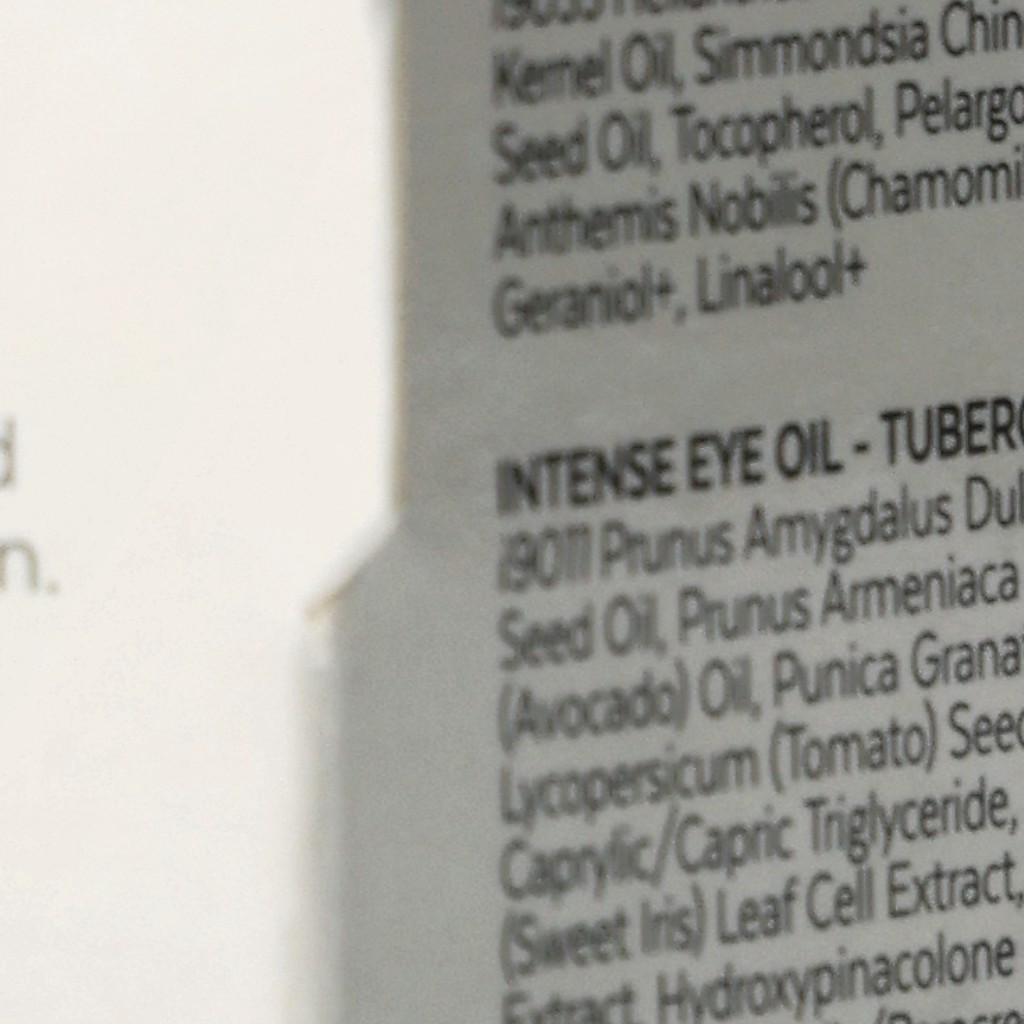 d
n.
Kernel Oil, Simmondsia Chin
Seed Oil, Tocopherol, Pelargo
Anthemis Nobilis (Chamomi
Geraniol+, Linalool+
INTENSE EYE OIL - TUBERO
i9011 Prunus Amygdalus Dul
Seed Oil, Prunus Armeniaca
(Avocado) Oil, Punica Grana
Lycopersicum (Tomato) Seed
Caprylic/Capric Triglyceride,
(Sweet Iris) Leaf Cell Extract,
Extract, Hydroxypinacolone